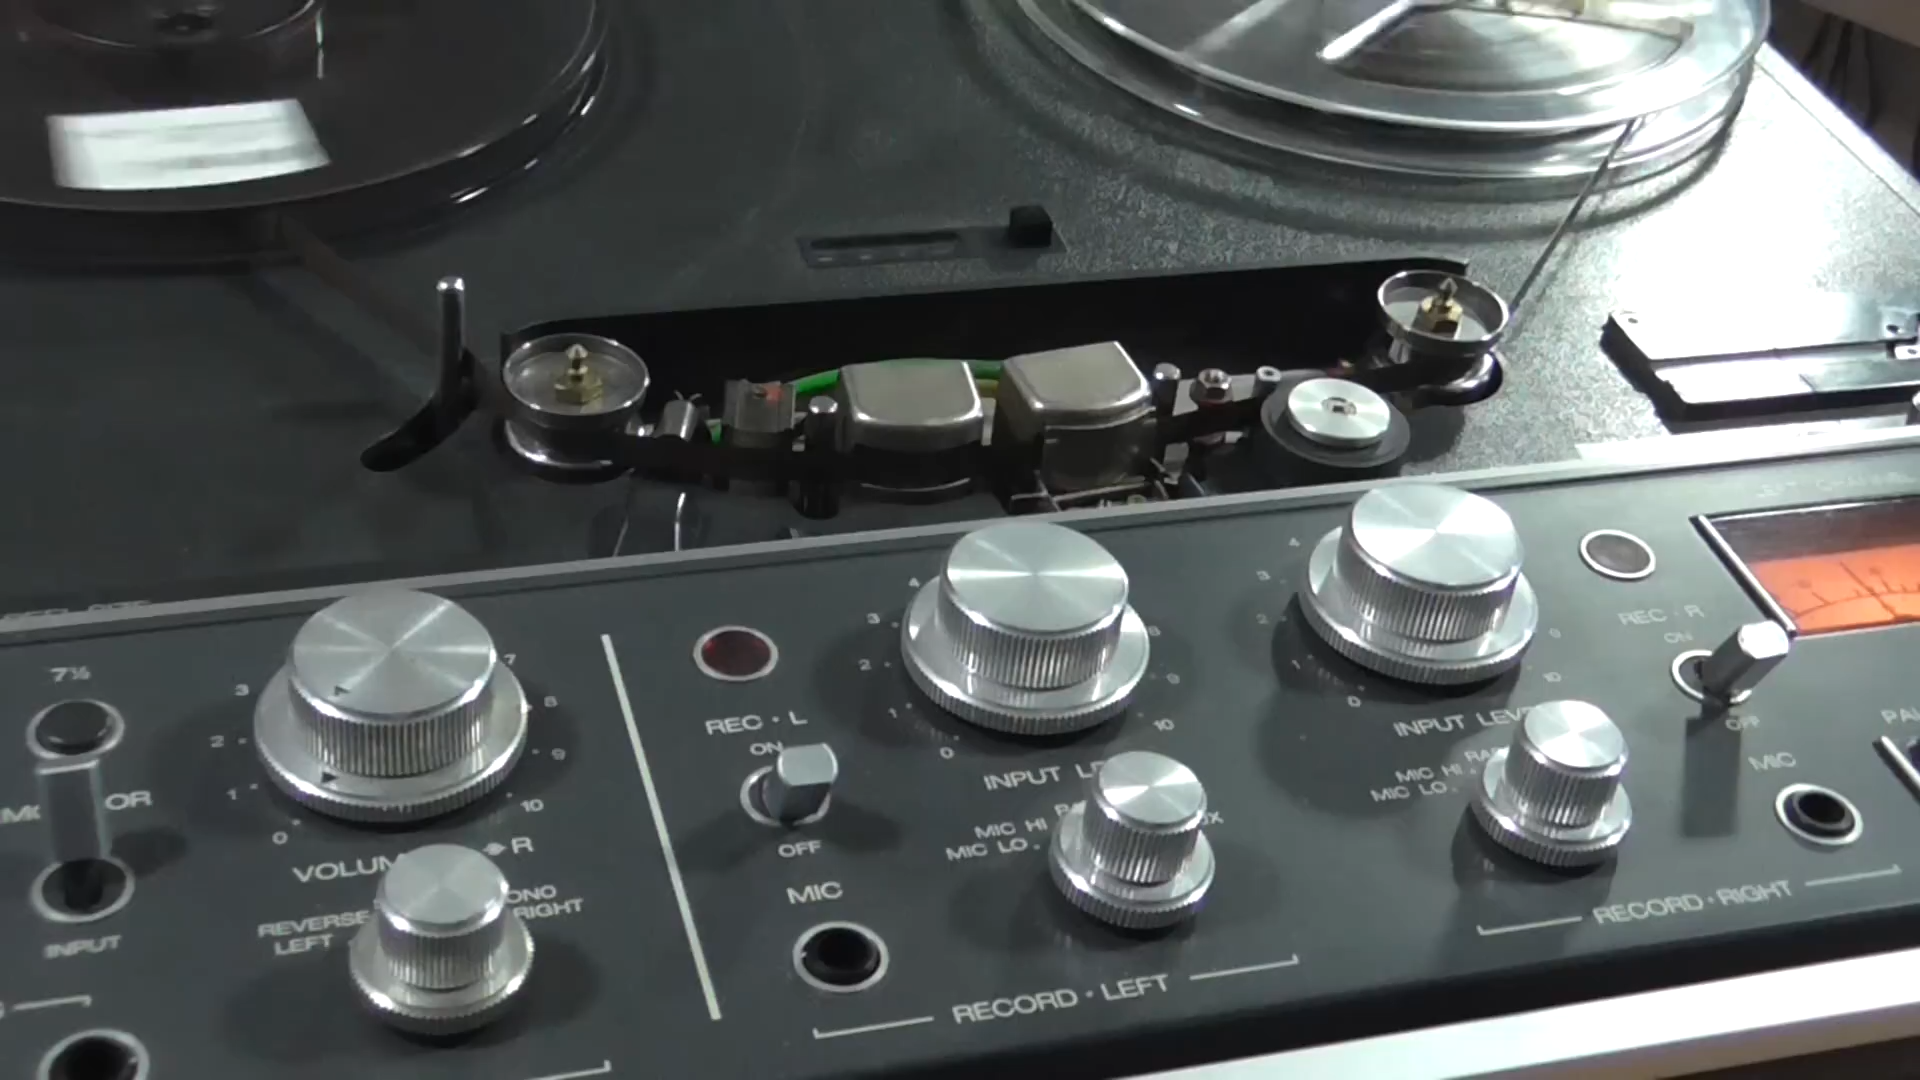 7½
3
2
1
0
7
8
9
10
OR
INPUT
VOLUM
R
REVERSE
LEFT
ONO
RIGHT
REC·L
ON
OFF
MIC
4
3
2
1
0
8
9
10
INPUT LE
MIC HI
MIC LO
RECORD·LEFT
4
3
2
1
0
9
10
INPUT LEV
MIC HI
MIC LO
REC·R
ON
OFF
MIC
RECORD·RIGHT